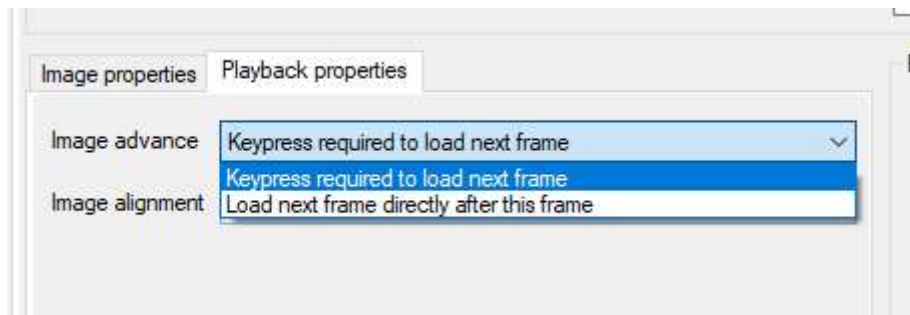 Image properties Playback properties
Image advance Keypress required to load next frame
Keypress required to load next frame
Image alignment Load next frame directly after this frame